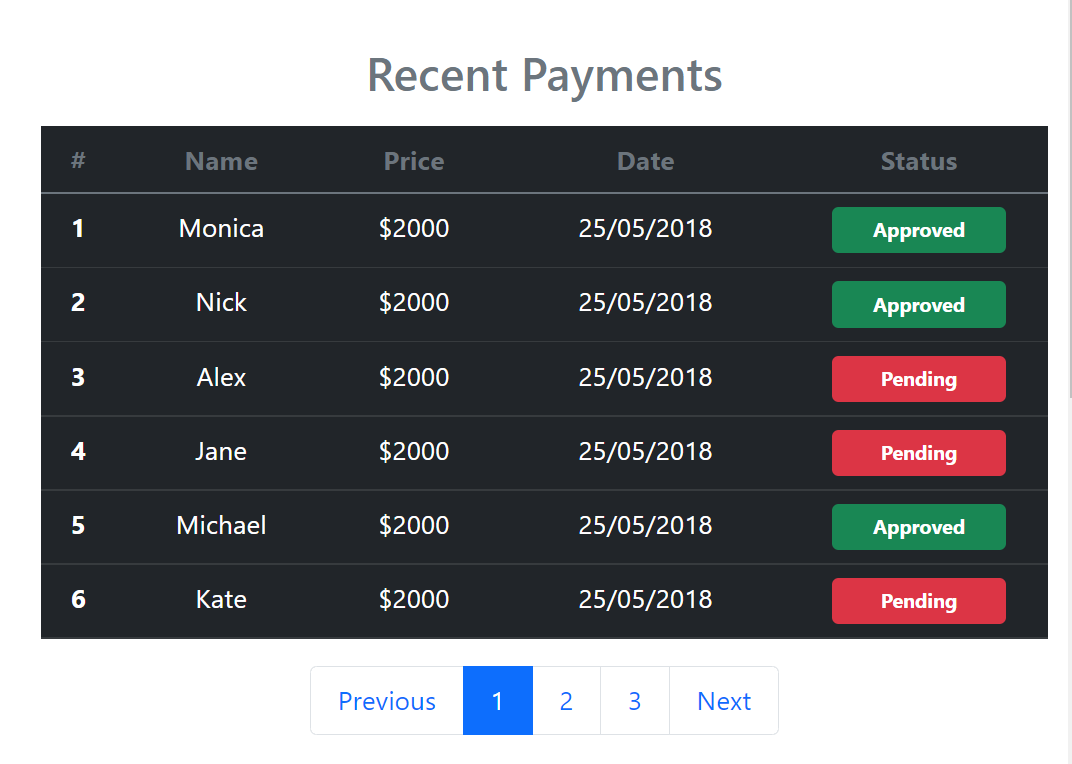 Recent Payments
# Name Price Date Status
1 Monica $2000 25/05/2018 Approved
2 Nick $2000 25/05/2018 Approved
3 Alex $2000 25/05/2018 Pending
4 Jane $2000 25/05/2018 Pending
5 Michael $2000 25/05/2018 Approved
6 Kate $2000 25/05/2018 Pending
Previous 1 2 3 Next